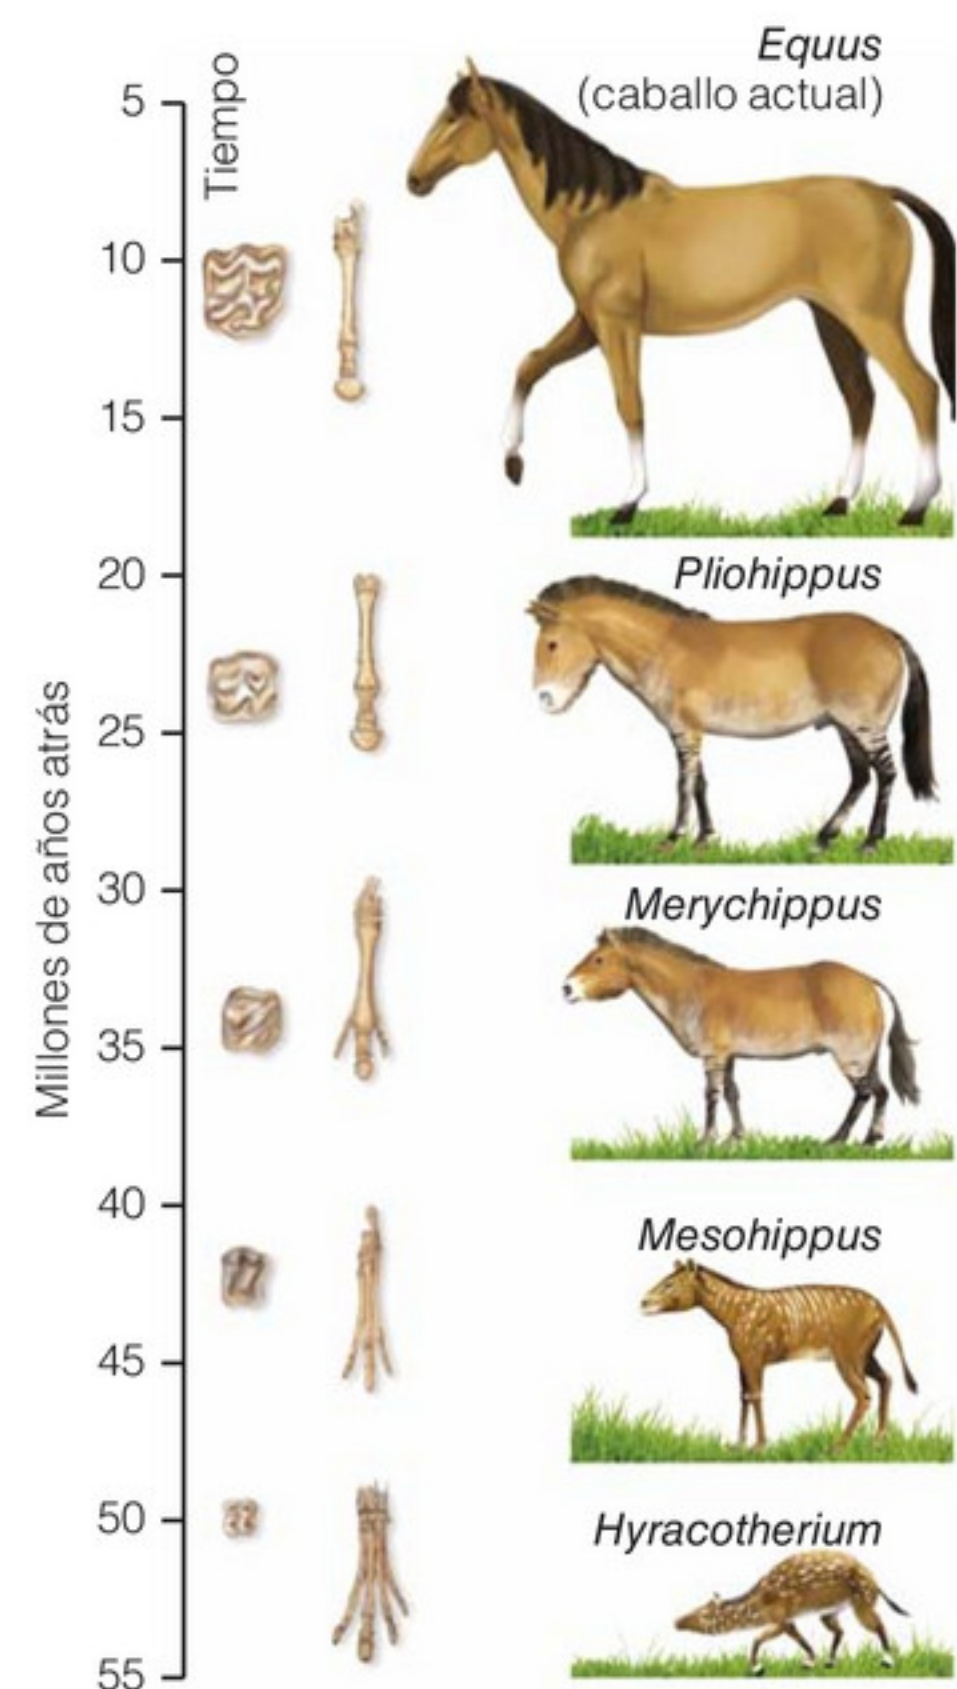 Equus
(caballo actual)
Tiempo
5
10
15
20
25
30
35
40
45
50
55
Millones de años atrás
Pliohippus
Merychippus
Mesohippus
Hyracotherium